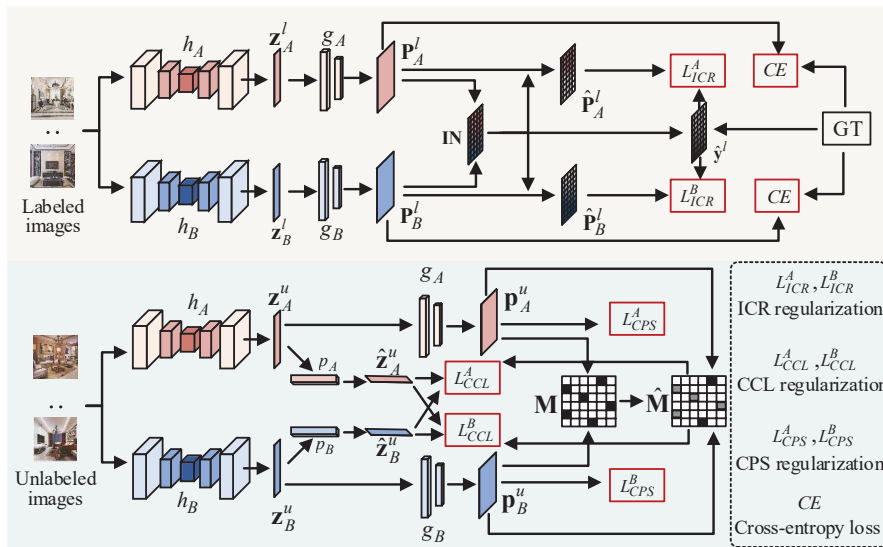 h_A
z_A^l
g_A
P_A^l
P̂_A^l
L_ICR^A
CE
IN
ŷ^l
GT
Labeled
images
h_B
z_B^l
g_B
P_B^l
P̂_B^l
L_ICR^B
CE
h_A
z_A^u
g_A
p_A^u
L_CPS^A
p_A
ẑ_A^u
L_CCL^A
M
M̂
L_CCL^B
p_B
ẑ_B^u
Unlabeled
images
h_B
z_B^u
g_B
p_B^u
L_CPS^B
L_ICR^A, L_ICR^B
ICR regularization
L_CCL^A, L_CCL^B
CCL regularization
L_CPS^A, L_CPS^B
CPS regularization
CE
Cross-entropy loss